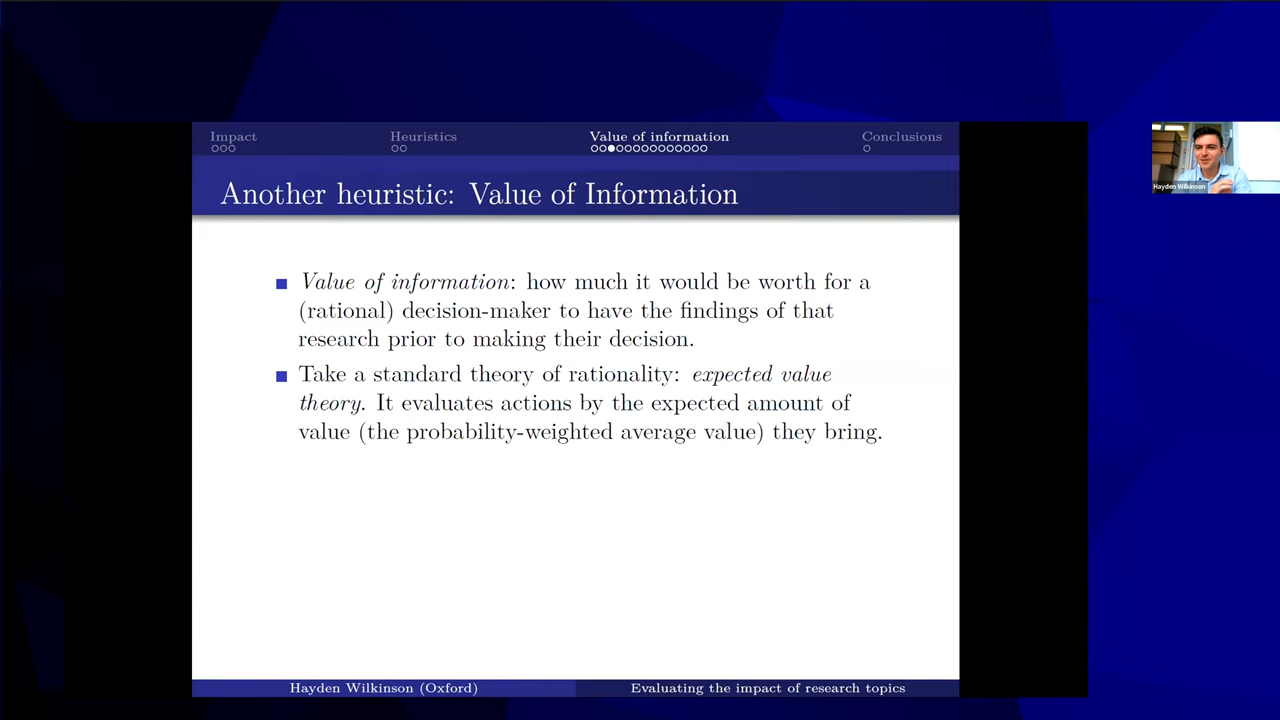 Impact Heuristics Value of information Conclusions
Another heuristic: Value of Information
Value of information: how much it would be worth for a
(rational) decision-maker to have the findings of that
research prior to making their decision.
Take a standard theory of rationality: expected value
theory. It evaluates actions by the expected amount of
value (the probability-weighted average value) they bring.
Hayden Wilkinson (Oxford) Evaluating the impact of research topics
Hayden Wilkinson